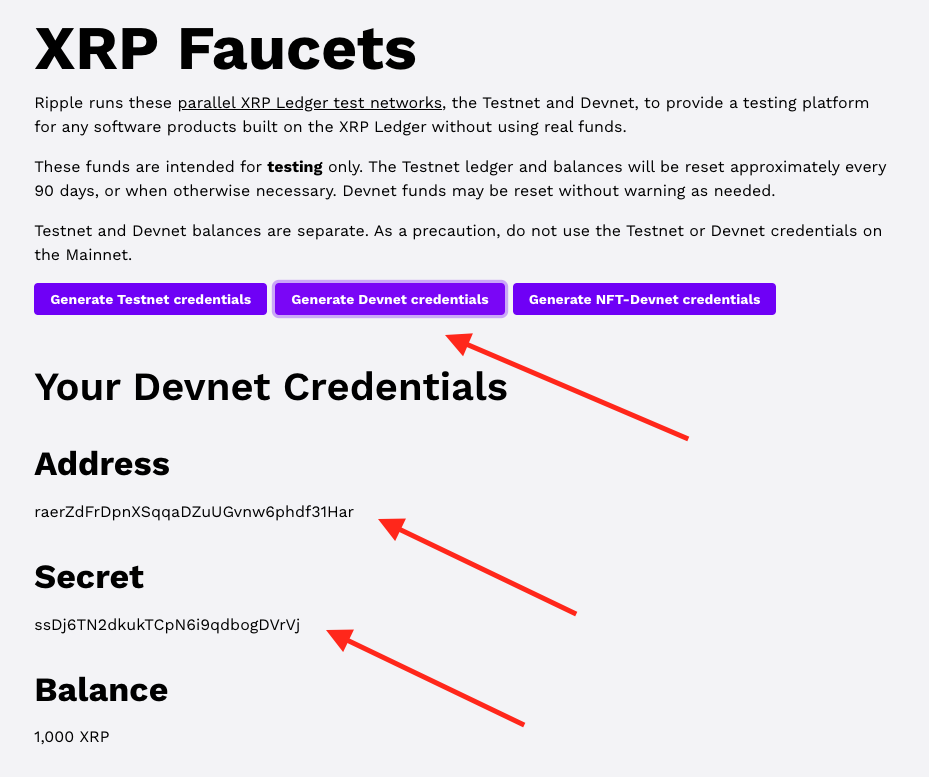 XRP Faucets
Ripple runs these parallel XRP Ledger test networks, the Testnet and Devnet, to provide a testing platform
for any software products built on the XRP Ledger without using real funds.
These funds are intended for testing only. The Testnet ledger and balances will be reset approximately every
90 days, or when otherwise necessary. Devnet funds may be reset without warning as needed.
Testnet and Devnet balances are separate. As a precaution, do not use the Testnet or Devnet credentials on
the Mainnet.
Generate Testnet credentials Generate Devnet credentials Generate NFT-Devnet credentials
Your Devnet Credentials
Address
raerZdFrDpnXSqqaDZuUGvnw6phdf31Har
Secret
ssDj6TN2dkukTCpN6i9qdbogDVrVj
Balance
1,000 XRP